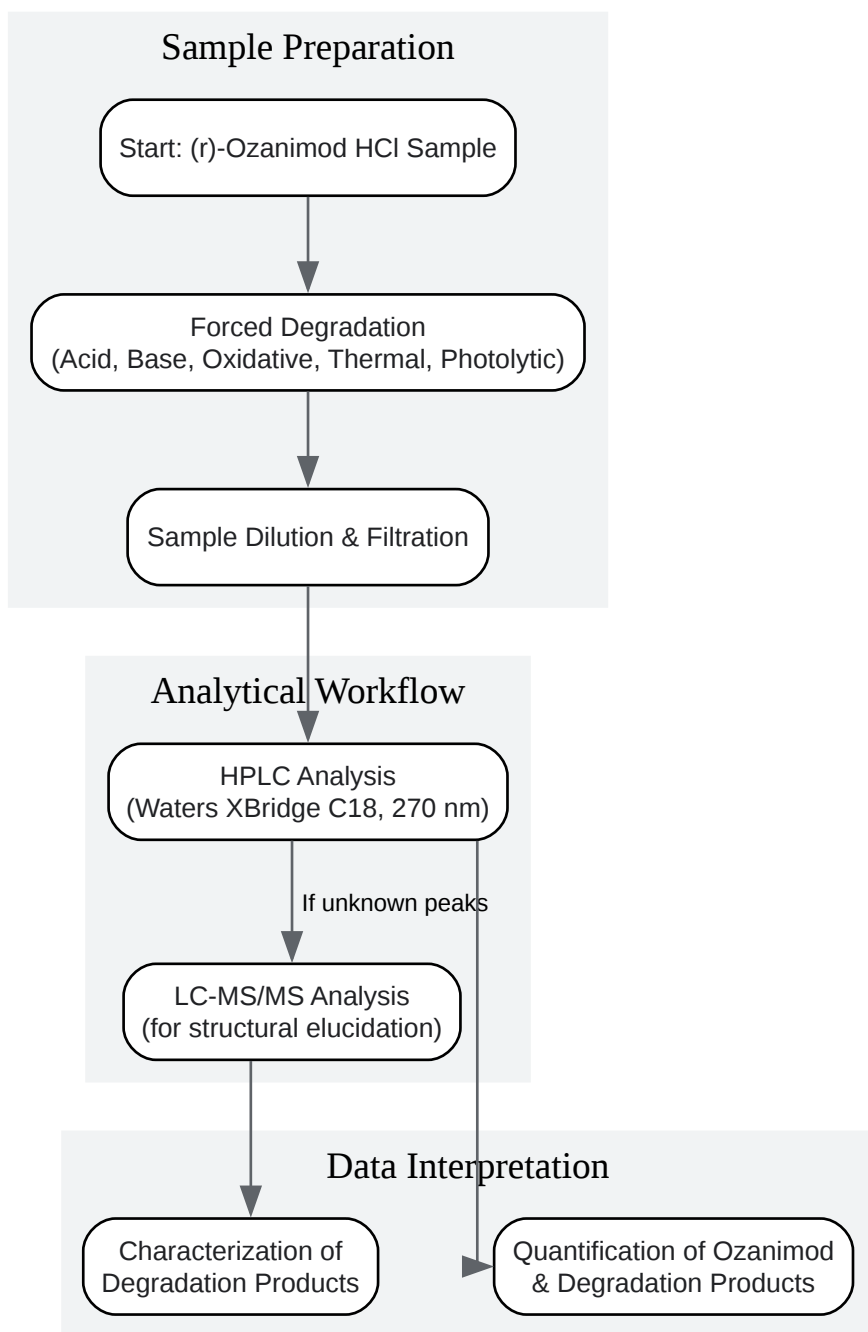 Sample Preparation
Start: (r)-Ozanimod HCl Sample
Forced Degradation
(Acid, Base, Oxidative, Thermal, Photolytic)
Sample Dilution & Filtration
Analytical Workflow
HPLC Analysis
(Waters XBridge C18, 270 nm)
If unknown peaks
LC-MS/MS Analysis
(for structural elucidation)
Data Interpretation
Characterization of
Degradation Products
Quantification of Ozanimod
& Degradation Products